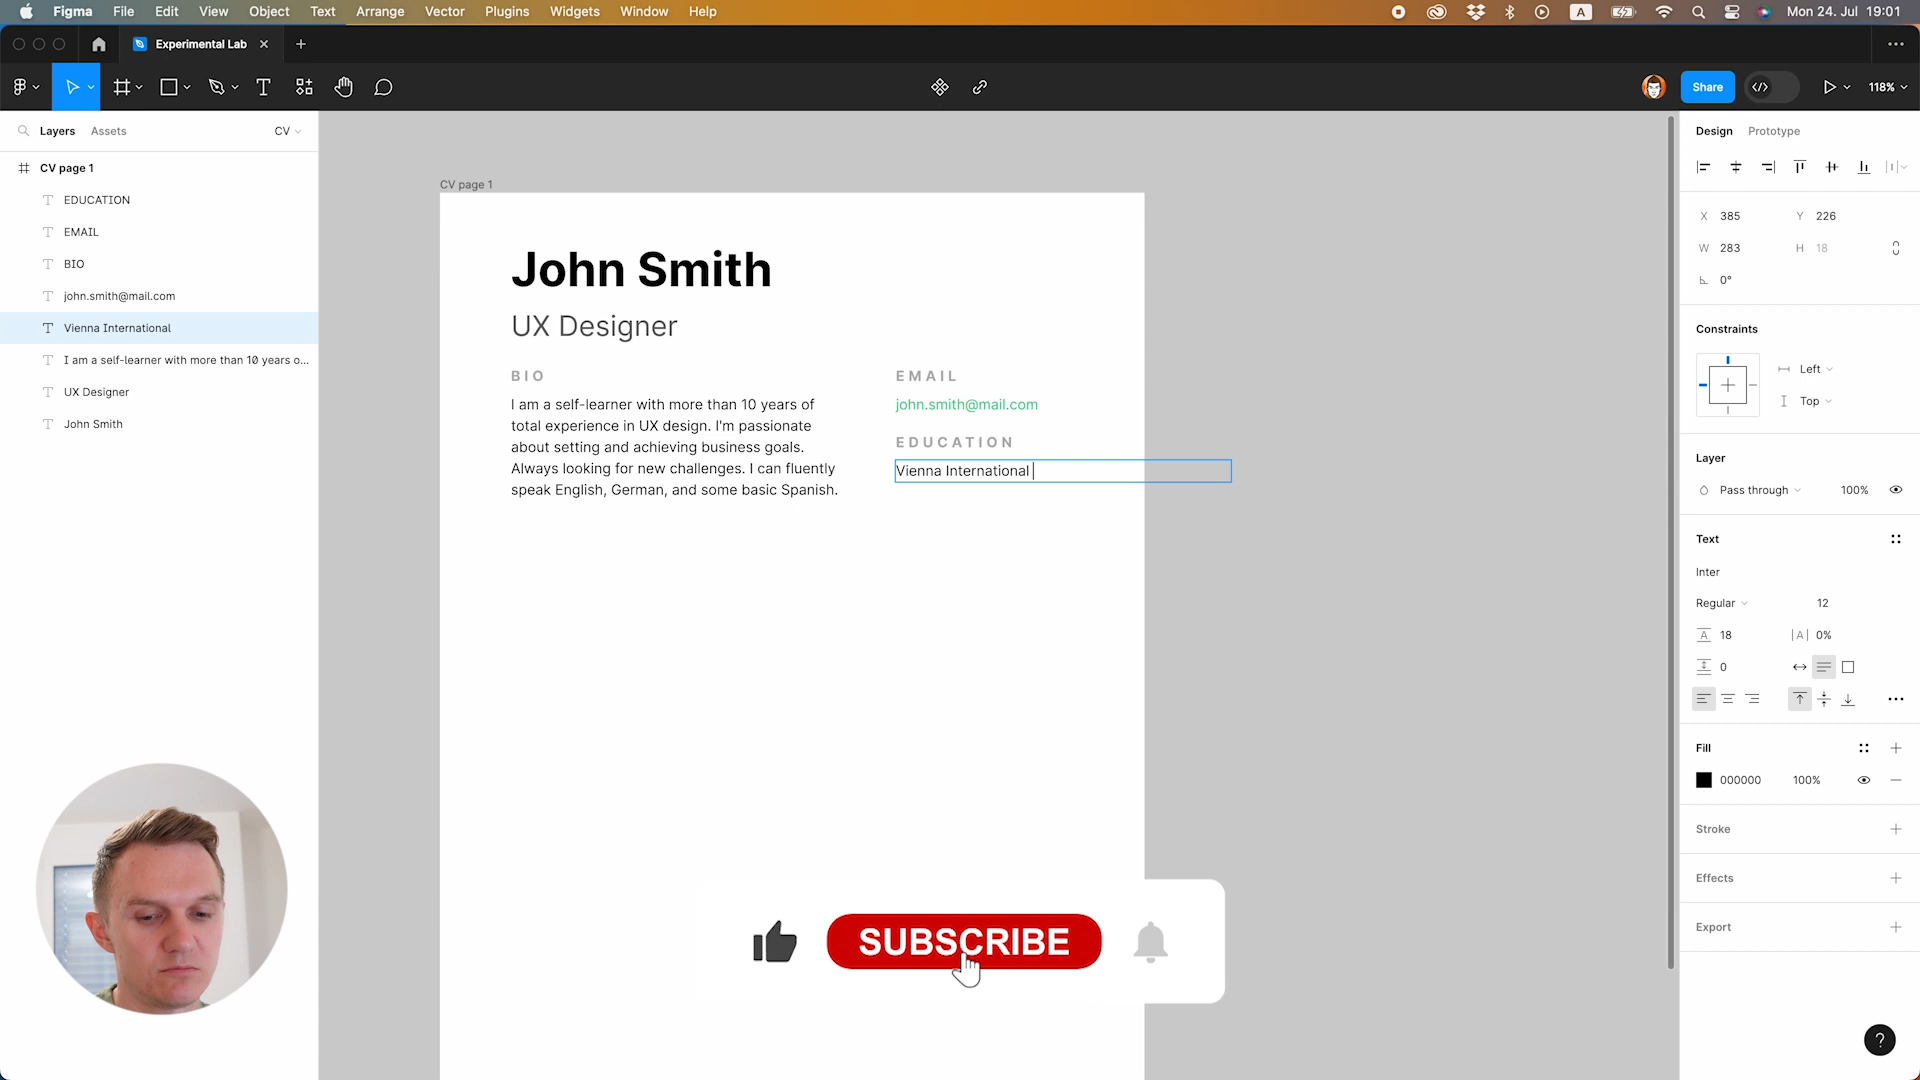 Figma File Edit View Object Text Arrange Vector Plugins Widgets Window Help A Mon 24. Jul 19:01
Experimental Lab
Share 118%
Layers Assets CV
CV page 1
EDUCATION
EMAIL
BIO
john.smith@mail.com
Vienna International
I am a self-learner with more than 10 years o...
UX Designer
John Smith
CV page 1
John Smith
UX Designer
BIO
I am a self-learner with more than 10 years of
total experience in UX design. I'm passionate
about setting and achieving business goals.
Always looking for new challenges. I can fluently
speak English, German, and some basic Spanish.
EMAIL
john.smith@mail.com
EDUCATION
Vienna International
SUBSCRIBE
Design Prototype
X 385 Y 226
W 283 H 18
0°
Constraints
Left
Top
Layer
Pass through 100%
Text
Inter
Regular 12
A 18 |A| 0%
0
Fill
000000 100%
Stroke
Effects
Export
?